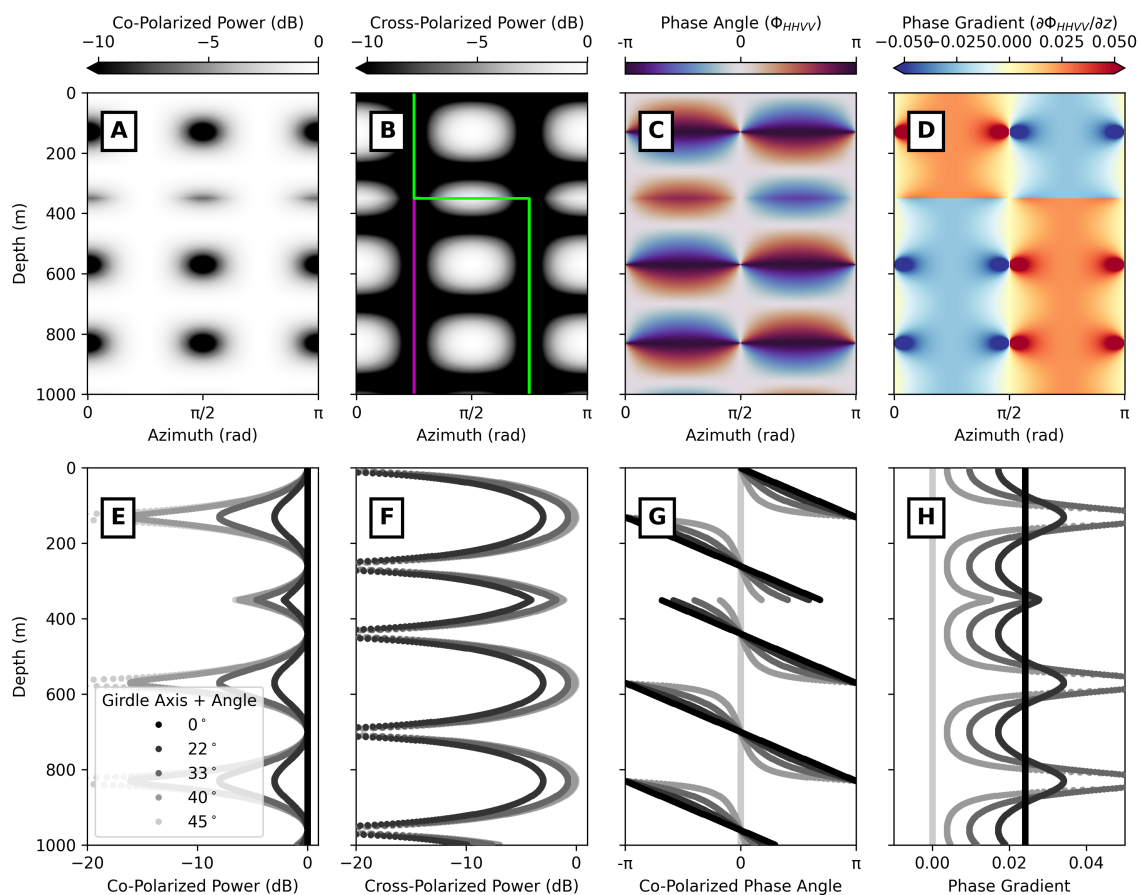 Co-Polarized Power (dB)
−10 −5 0
Cross-Polarized Power (dB)
−10 −5 0
Phase Angle (Φ_HHVV)
-π 0 π
Phase Gradient (∂Φ_HHVV/∂z)
−0.050 −0.025 0.000 0.025 0.050
A
B
C
D
Depth (m)
0
200
400
600
800
1000
0 π/2 π
Azimuth (rad)
0 π/2 π
Azimuth (rad)
0 π/2 π
Azimuth (rad)
0 π/2 π
Azimuth (rad)
E
F
G
H
Depth (m)
0
200
400
600
800
1000
Girdle Axis + Angle
0°
22°
33°
40°
45°
−20 −10 0
Co-Polarized Power (dB)
−20 −10 0
Cross-Polarized Power (dB)
-π 0 π
Co-Polarized Phase Angle
0.00 0.02 0.04
Phase Gradient